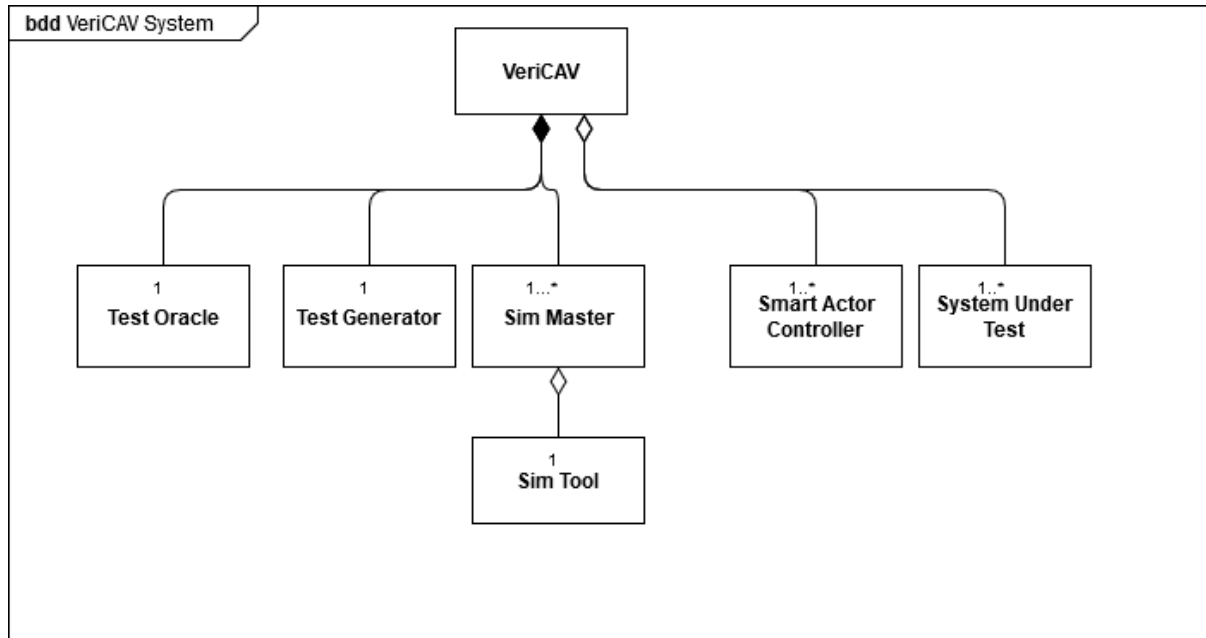 bdd VeriCAV System
VeriCAV
1
Test Oracle
1
Test Generator
1...*
Sim Master
1..*
Smart Actor
Controller
1..*
System Under
Test
1
Sim Tool